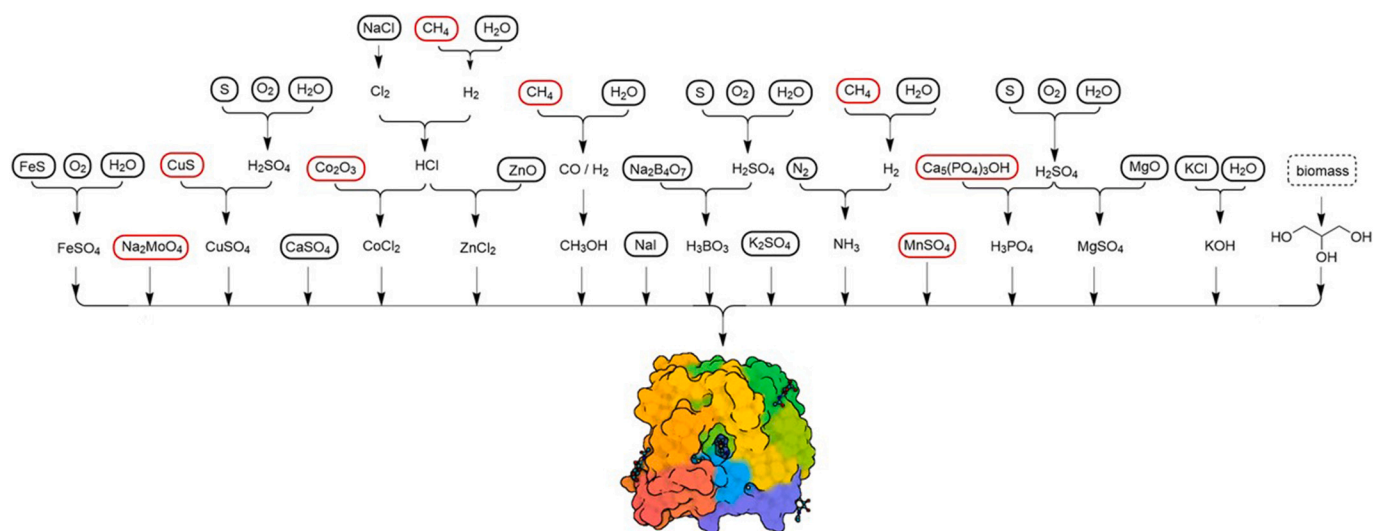 NaCl CH₄ H₂O
S O₂ H₂O Cl₂ H₂ CH₄ H₂O S O₂ H₂O CH₄ H₂O S O₂ H₂O
FeS O₂ H₂O CuS H₂SO₄ Co₂O₃ HCl ZnO CO / H₂ Na₂B₄O₇ H₂SO₄ N₂ H₂ Ca₅(PO₄)₃OH H₂SO₄ MgO KCl H₂O biomass
FeSO₄ Na₂MoO₄ CuSO₄ CaSO₄ CoCl₂ ZnCl₂ CH₃OH NaI H₃BO₃ K₂SO₄ NH₃ MnSO₄ H₃PO₄ MgSO₄ KOH HO OH
OH